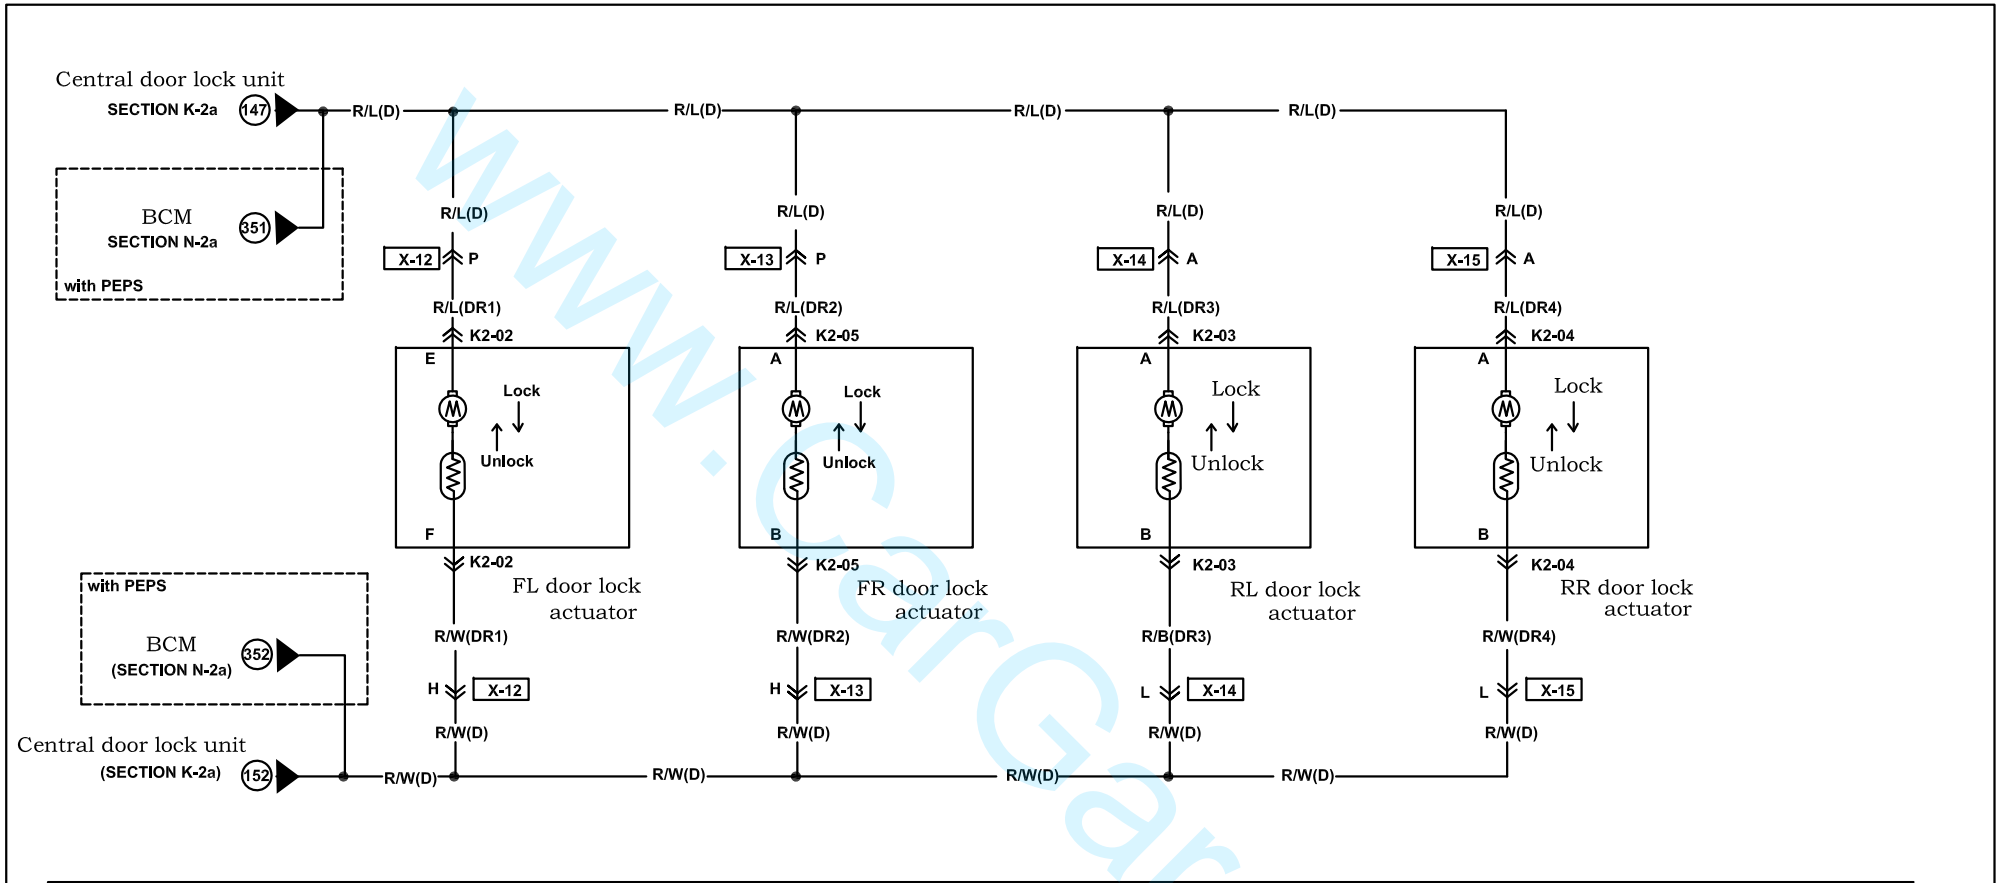 Central door lock unit
SECTION K-2a 147 R/L(D) R/L(D) R/L(D) R/L(D)
BCM 351
SECTION N-2a
with PEPS
R/L(D) R/L(D) R/L(D) R/L(D)
X-12 P X-13 P X-14 A X-15 A
R/L(DR1) R/L(DR2) R/L(DR3) R/L(DR4)
K2-02 K2-05 K2-03 K2-04
E A A A
Lock Lock Lock Lock
M M M M
Unlock Unlock Unlock Unlock
F B B B
K2-02 K2-05 K2-03 K2-04
FL door lock FR door lock RL door lock RR door lock
actuator actuator actuator actuator
with PEPS
R/W(DR1) R/W(DR2) R/B(DR3) R/W(DR4)
BCM 352
(SECTION N-2a)
H X-12 H X-13 L X-14 L X-15
R/W(D) R/W(D) R/W(D) R/W(D)
Central door lock unit
(SECTION K-2a) 152 R/W(D) R/W(D) R/W(D) R/W(D)
www.CarGar